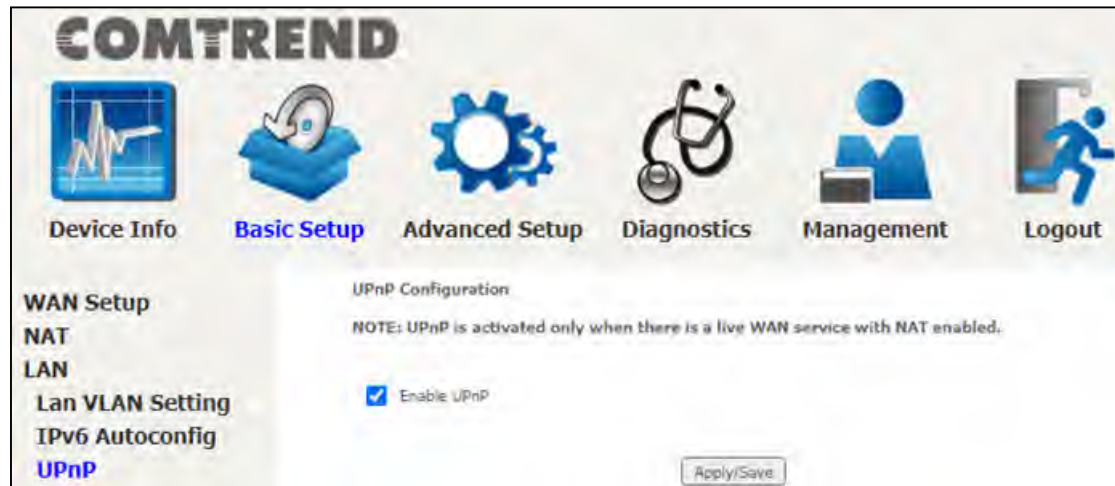 COMTREND
Device Info Basic Setup Advanced Setup Diagnostics Management Logout
WAN Setup
NAT
LAN
Lan VLAN Setting
IPv6 Autoconfig
UPnP
UPnP Configuration
NOTE: UPnP is activated only when there is a live WAN service with NAT enabled.
Enable UPnP
Apply/Save